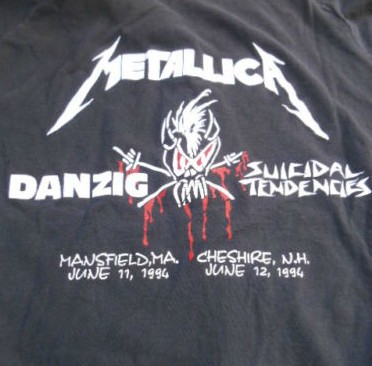 METALLICA
DANZIG
SUICIDAL
TENDENCIES
MANSFIELD, MA. CHESHIRE, N.H.
JUNE 11, 1994 JUNE 12, 1994